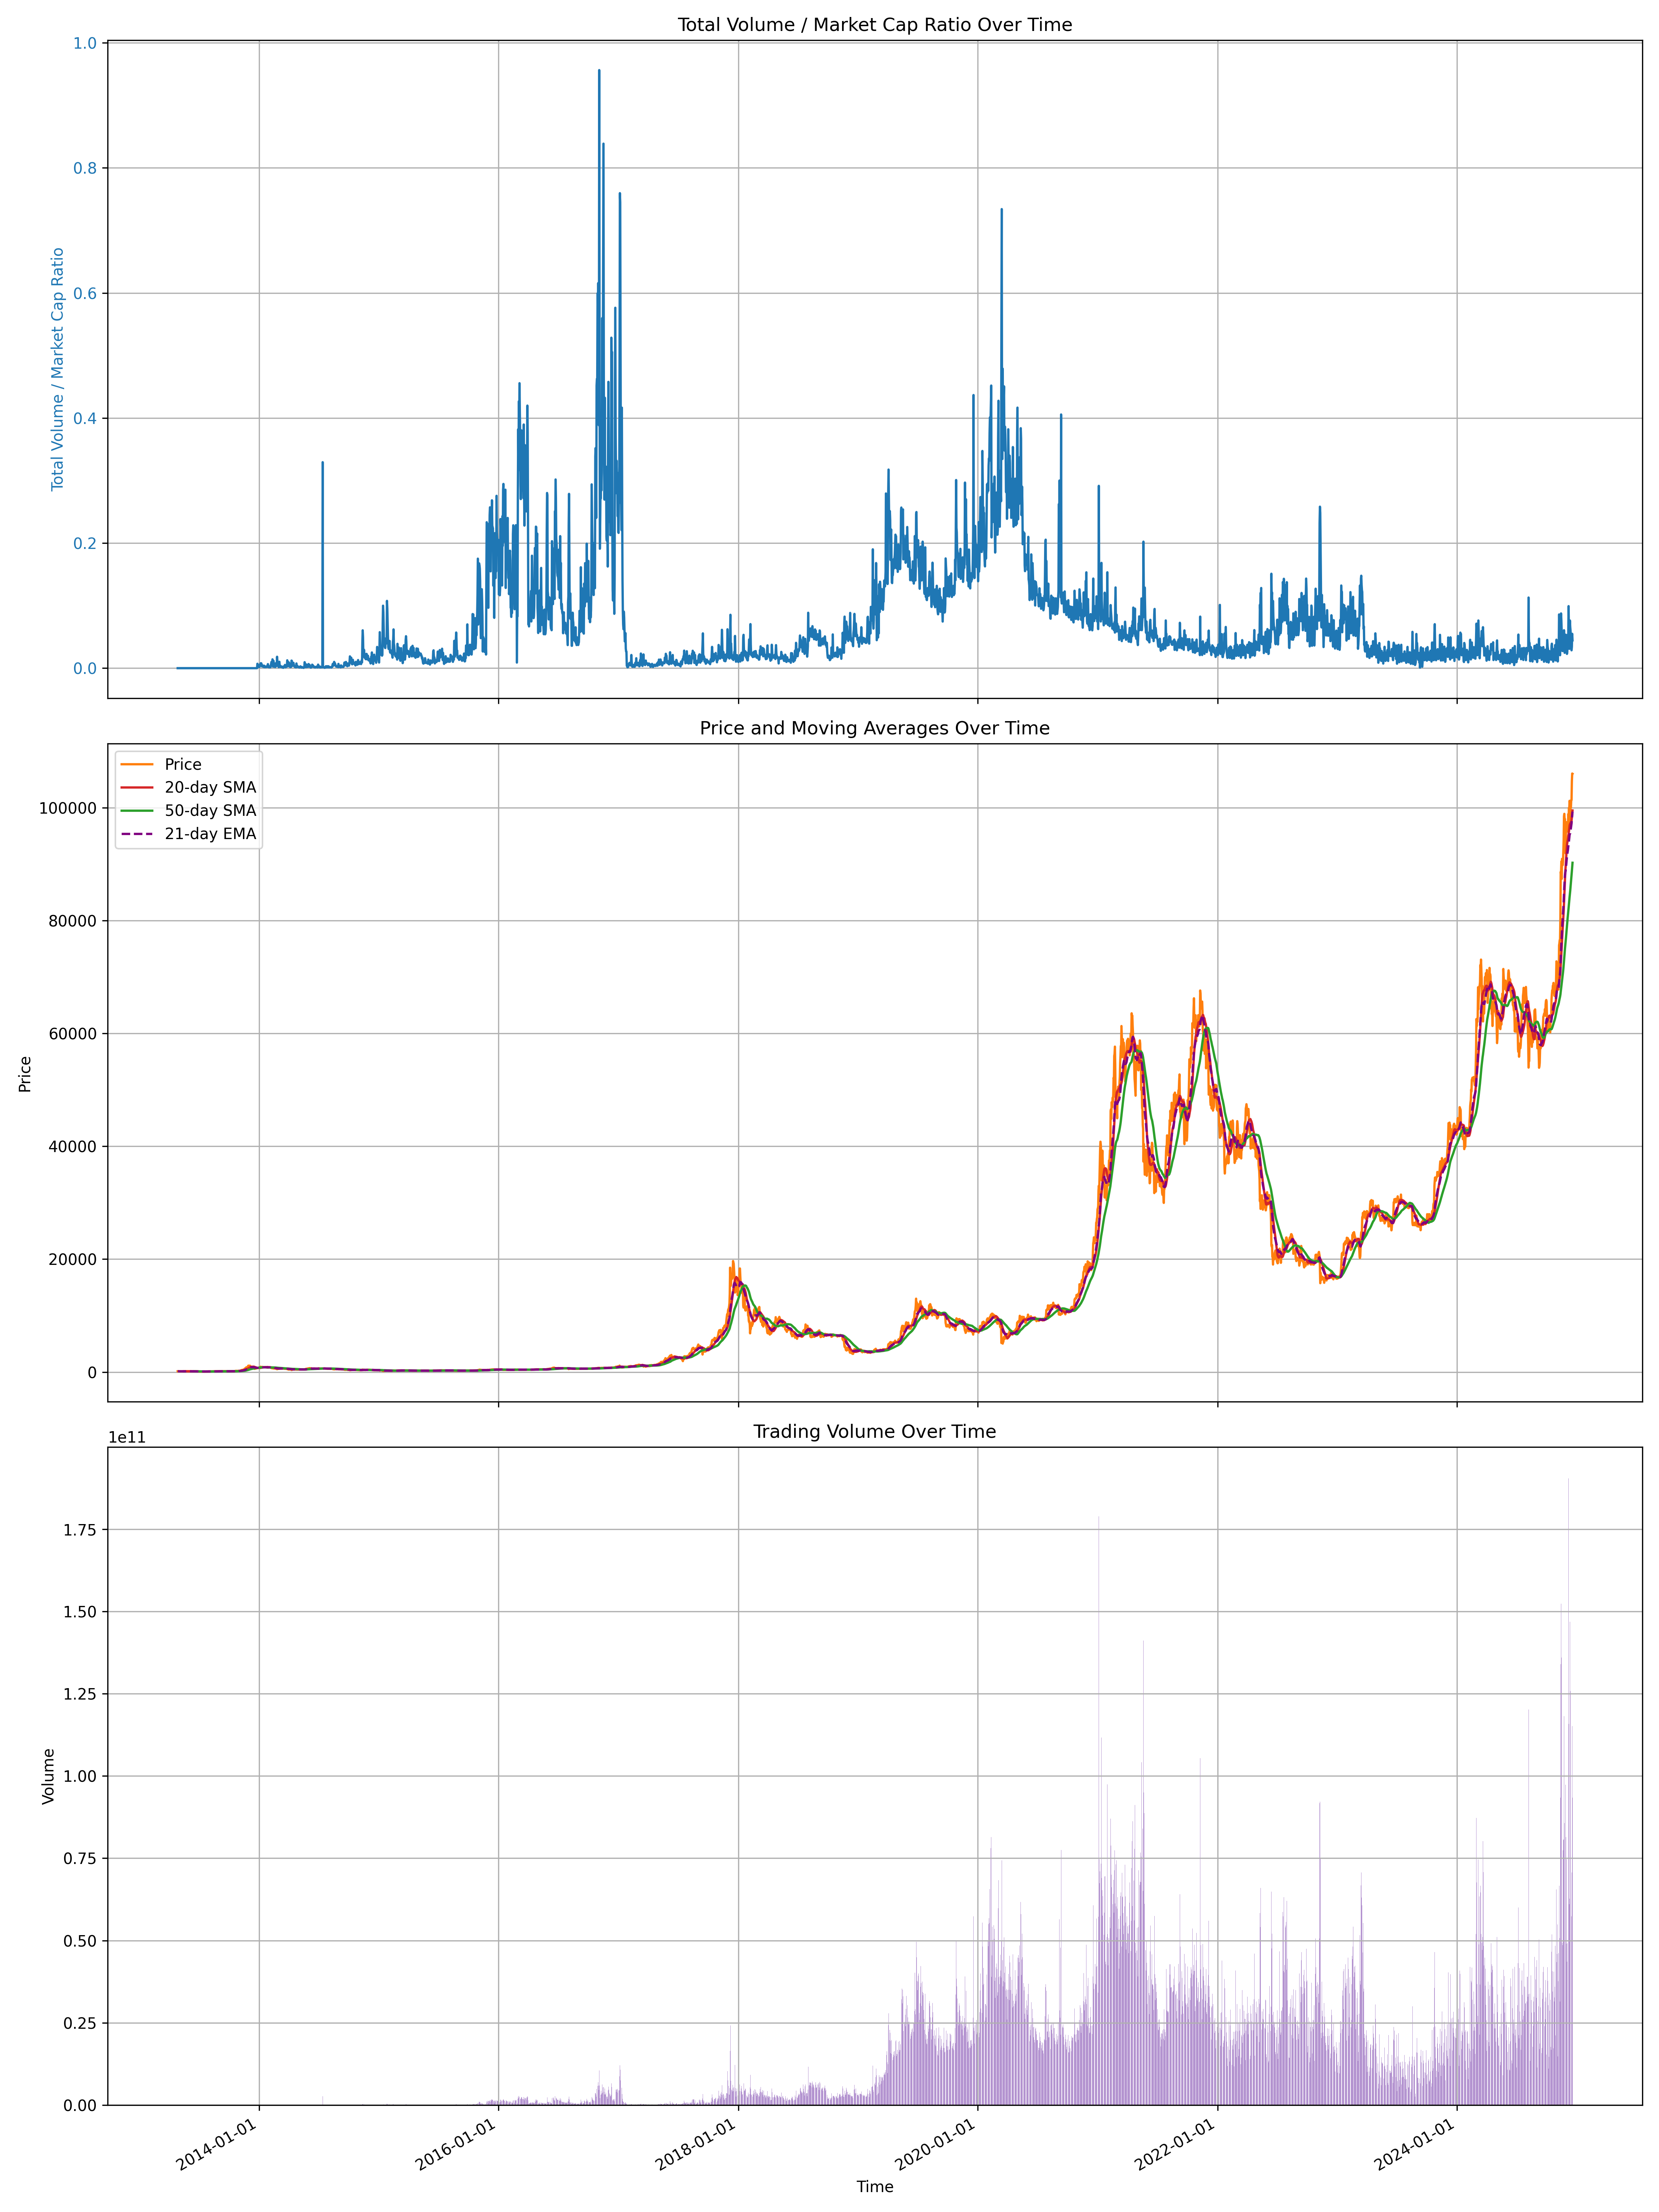 Total Volume / Market Cap Ratio Over Time
1.0
0.8
0.6
0.4
0.2
0.0
Total Volume / Market Cap Ratio
Price and Moving Averages Over Time
Price
20-day SMA
50-day SMA
21-day EMA
100000
80000
60000
40000
20000
0
Price
Trading Volume Over Time
1e11
1.75
1.50
1.25
1.00
0.75
0.50
0.25
0.00
Volume
2014-01-01
2016-01-01
2018-01-01
2020-01-01
2022-01-01
2024-01-01
Time